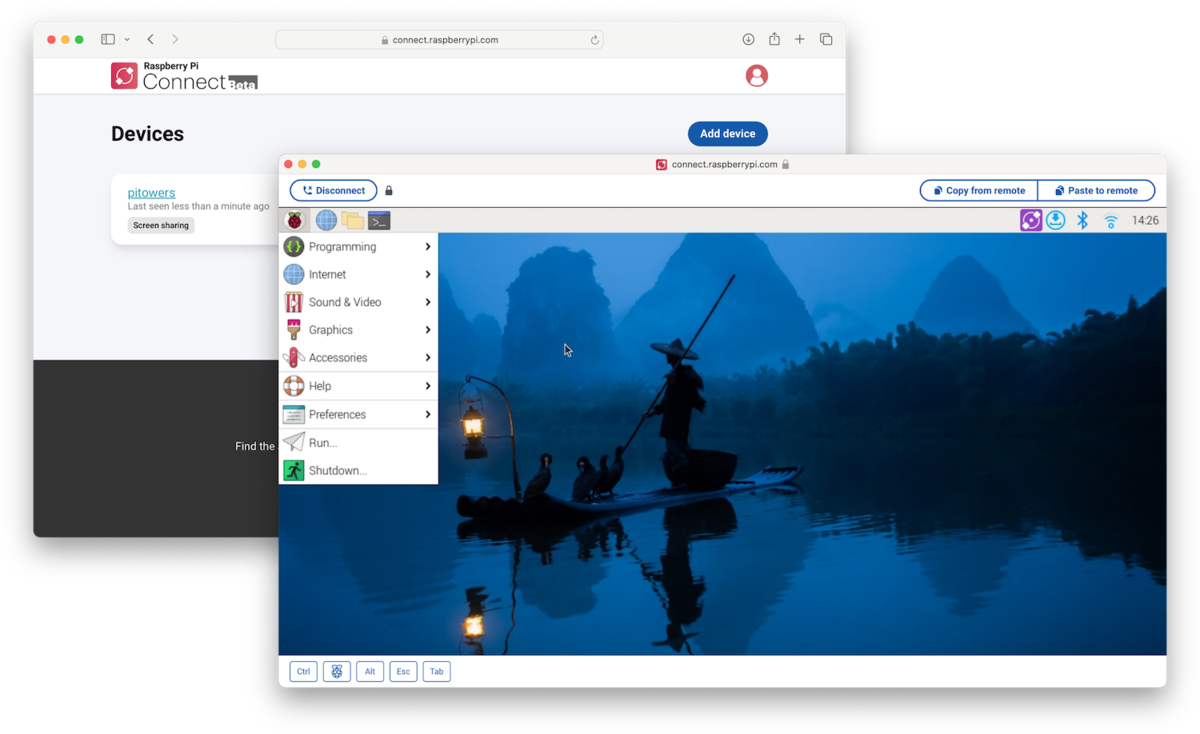 connect.raspberrypi.com
Raspberry Pi
Connect Beta
Devices
Add device
pitowers
Last seen less than a minute ago
Screen sharing
Find the
connect.raspberrypi.com
Disconnect
Copy from remote
Paste to remote
>_
14:26
Programming
Internet
Sound & Video
Graphics
Accessories
Help
Preferences
Run...
Shutdown...
Ctrl
Alt
Esc
Tab